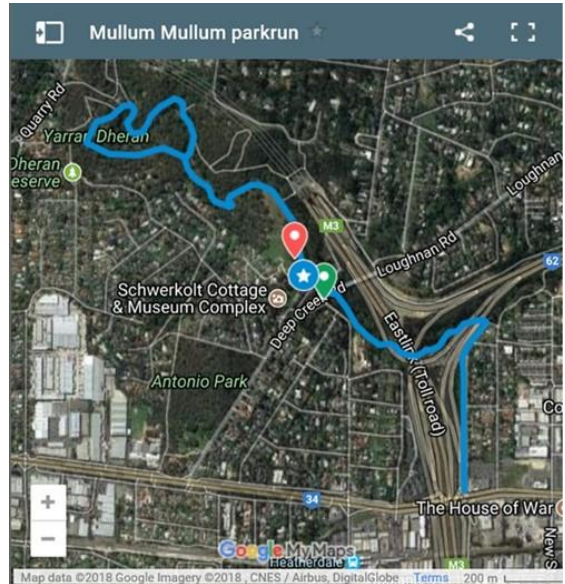 Mullum Mullum parkrun
Quarry Rd
Yarran Dheran
Dheran
eserve
Loughnan
M3
Loughnan Rd
62
Schwerkolt Cottage
& Museum Complex
Deep Creek Rd
Eastlink (Toll road)
Antonio Park
Co
34
The House of War
+
−
Google My Maps
Heatherdale
M3
New S
Map data ©2018 Google Imagery ©2018 , CNES / Airbus, DigitalGlobe Terms 200 m